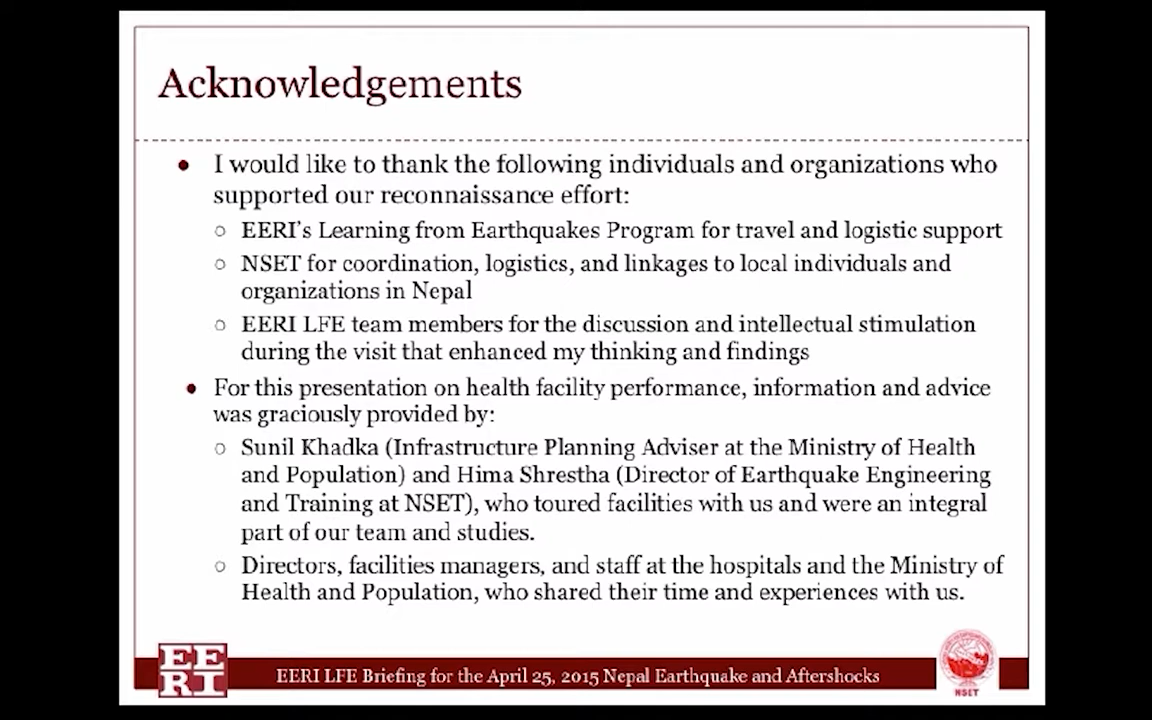 Acknowledgements
● I would like to thank the following individuals and organizations who
supported our reconnaissance effort:
○ EERI's Learning from Earthquakes Program for travel and logistic support
○ NSET for coordination, logistics, and linkages to local individuals and
organizations in Nepal
○ EERI LFE team members for the discussion and intellectual stimulation
during the visit that enhanced my thinking and findings
● For this presentation on health facility performance, information and advice
was graciously provided by:
○ Sunil Khadka (Infrastructure Planning Adviser at the Ministry of Health
and Population) and Hima Shrestha (Director of Earthquake Engineering
and Training at NSET), who toured facilities with us and were an integral
part of our team and studies.
○ Directors, facilities managers, and staff at the hospitals and the Ministry of
Health and Population, who shared their time and experiences with us.
EE
RI
EERI LFE Briefing for the April 25, 2015 Nepal Earthquake and Aftershocks
NSET